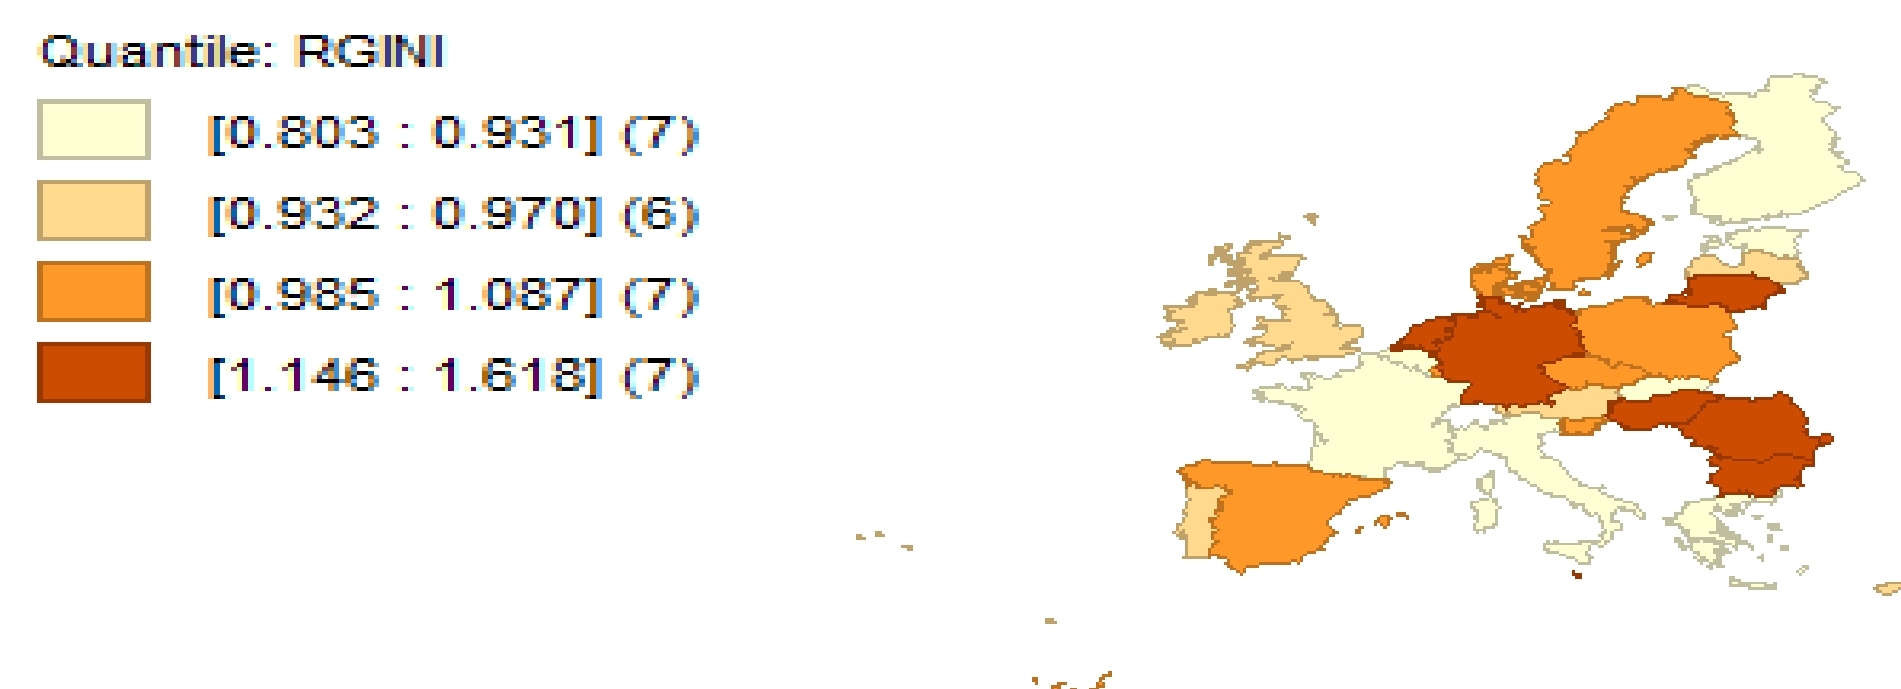 Quantile: RGINI
[0.803 : 0.931] (7)
[0.932 : 0.970] (6)
[0.985 : 1.087] (7)
[1.146 : 1.618] (7)